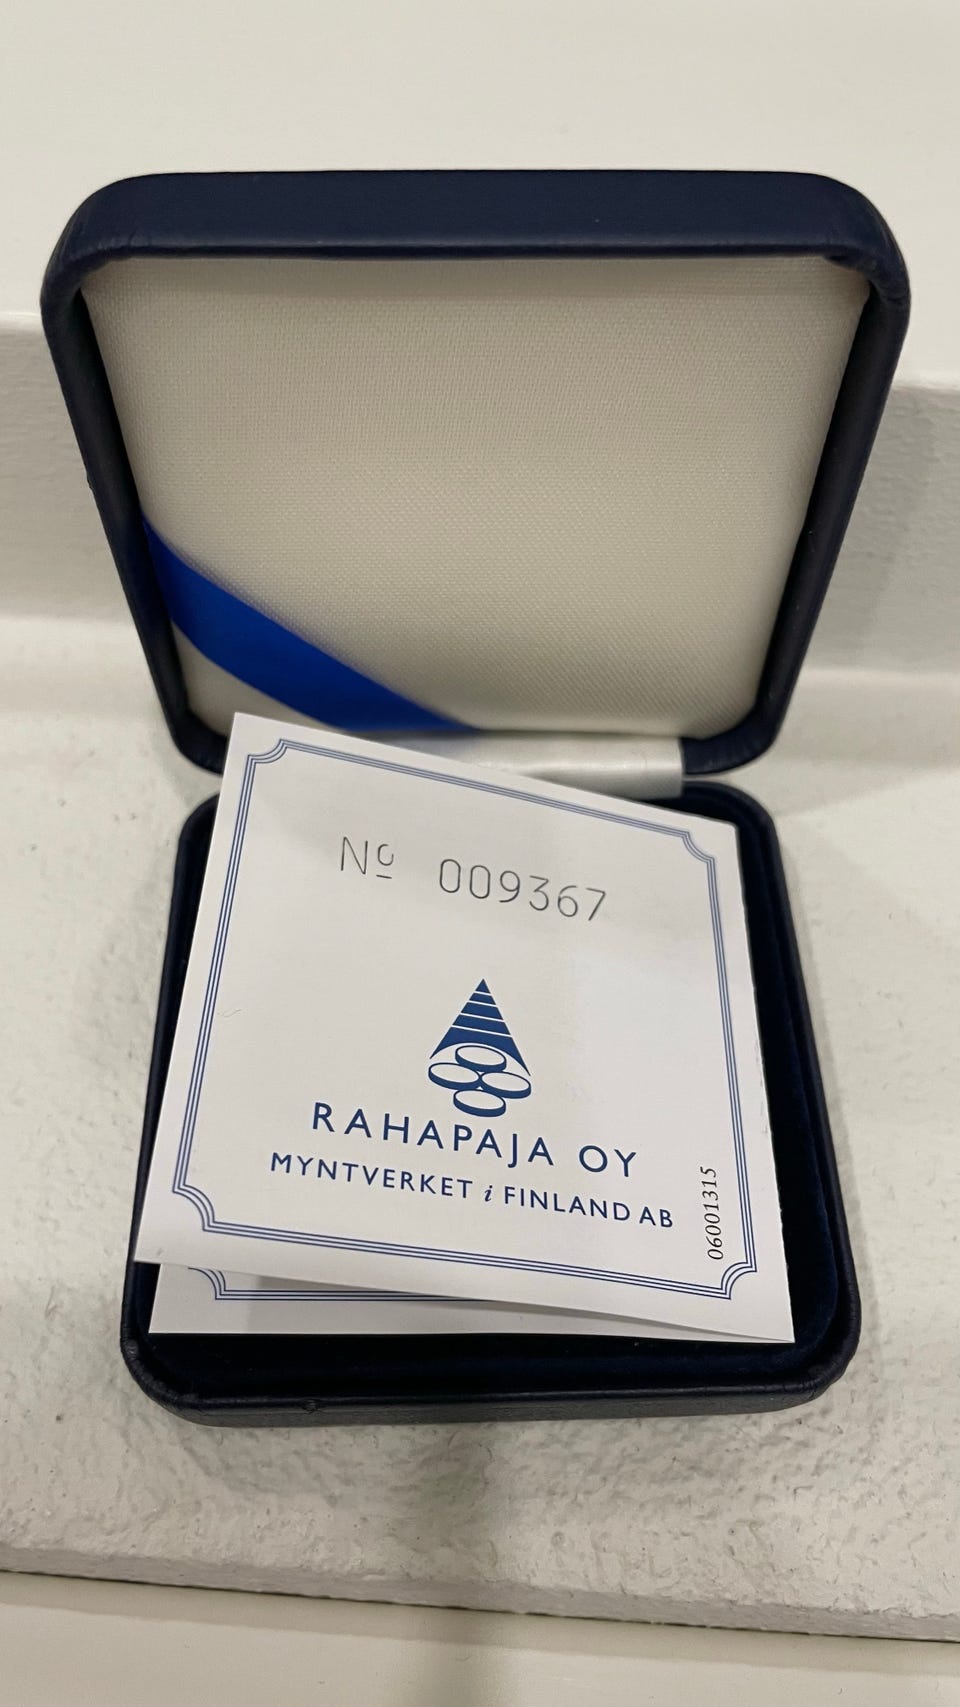 Nº 009367
RAHAPAJA OY
MYNTVERKET i FINLAND AB
06001315